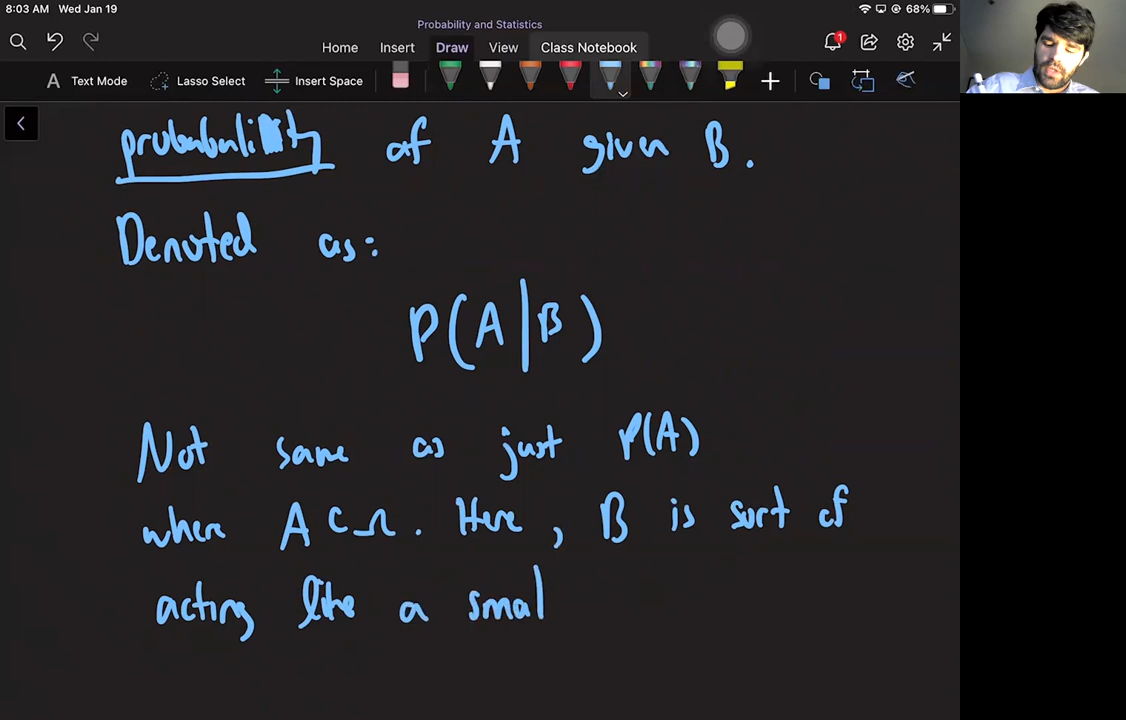 8:03 AM Wed Jan 19
68%
Probability and Statistics
Home Insert Draw View Class Notebook
1
A Text Mode Lasso Select Insert Space
probability of A given B.
Denoted as:
P(A|B)
Not same as just P(A)
where A ⊂ Ω. Here, B is sort of
acting like a smal